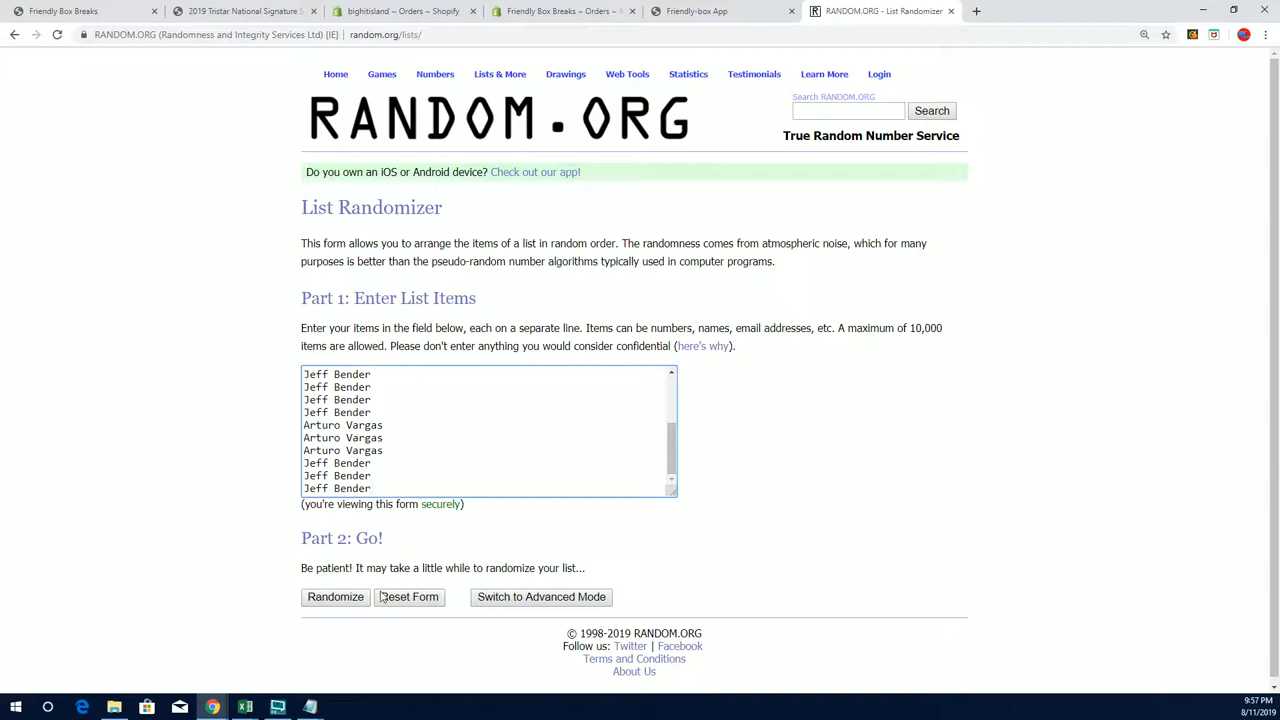 Friendly Box Breaks
2019 Tristar National Signature S
bightisland ~ Orders ~ Shopify
Friendly Box Breaks ~ Orders ~
Friendly-box App
RANDOM.ORG - List Randomizer
RANDOM.ORG (Randomness and Integrity Services Ltd) [IE] | random.org/lists/
Home Games Numbers Lists & More Drawings Web Tools Statistics Testimonials Learn More Login
RANDOM.ORG
Search RANDOM.ORG
Search
True Random Number Service
Do you own an iOS or Android device? Check out our app!
List Randomizer
This form allows you to arrange the items of a list in random order. The randomness comes from atmospheric noise, which for many
purposes is better than the pseudo-random number algorithms typically used in computer programs.
Part 1: Enter List Items
Enter your items in the field below, each on a separate line. Items can be numbers, names, email addresses, etc. A maximum of 10,000
items are allowed. Please don't enter anything you would consider confidential (here's why).
Jeff Bender
Jeff Bender
Jeff Bender
Jeff Bender
Arturo Vargas
Arturo Vargas
Arturo Vargas
Jeff Bender
Jeff Bender
Jeff Bender
(you're viewing this form securely)
Part 2: Go!
Be patient! It may take a little while to randomize your list...
Randomize Reset Form Switch to Advanced Mode
© 1998-2019 RANDOM.ORG
Follow us: Twitter | Facebook
Terms and Conditions
About Us
9:57 PM
8/11/2019